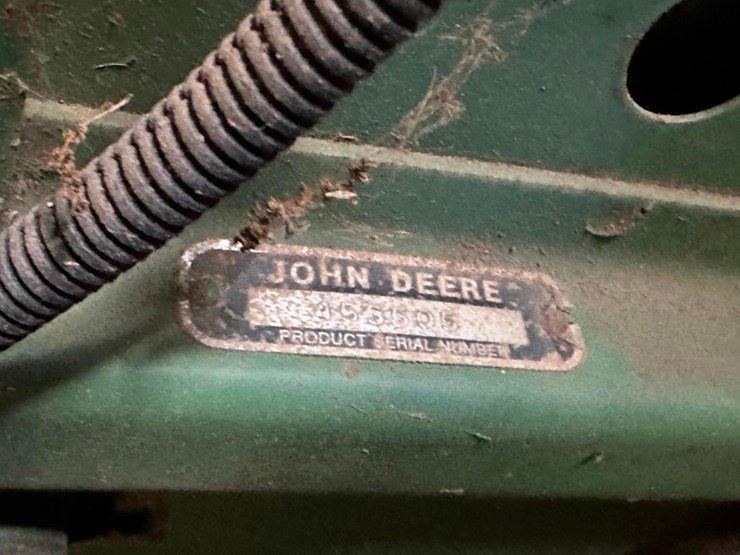 JOHN DEERE
PRODUCT SERIAL NUMBER